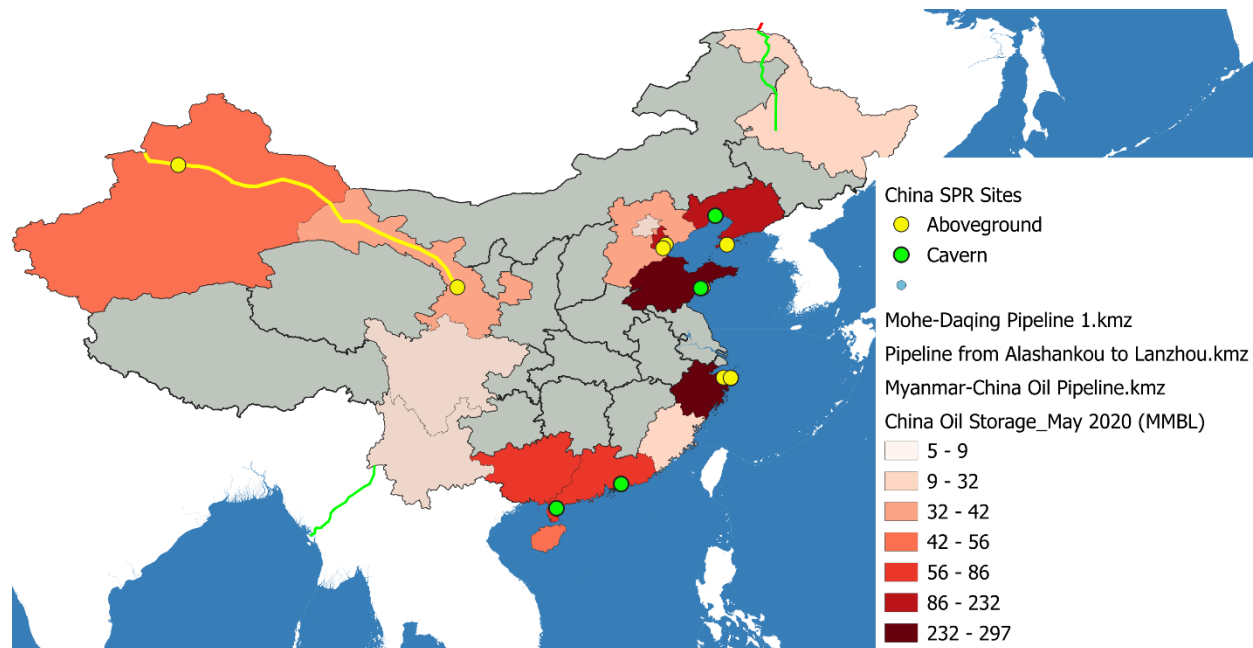 China SPR Sites
Aboveground
Cavern
Mohe-Daqing Pipeline 1.kmz
Pipeline from Alashankou to Lanzhou.kmz
Myanmar-China Oil Pipeline.kmz
China Oil Storage_May 2020 (MMBL)
5 - 9
9 - 32
32 - 42
42 - 56
56 - 86
86 - 232
232 - 297